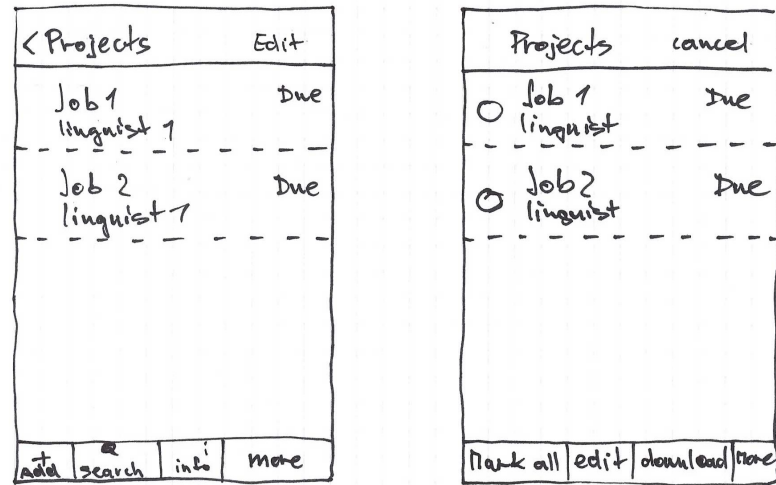 < Projects Edit
Job 1 Due
linguist 1
Job 2 Due
linguist 1
+ Add search i info more
Projects cancel
Job 1 Due
linguist
Job 2 Due
linguist
Mark all edit download More